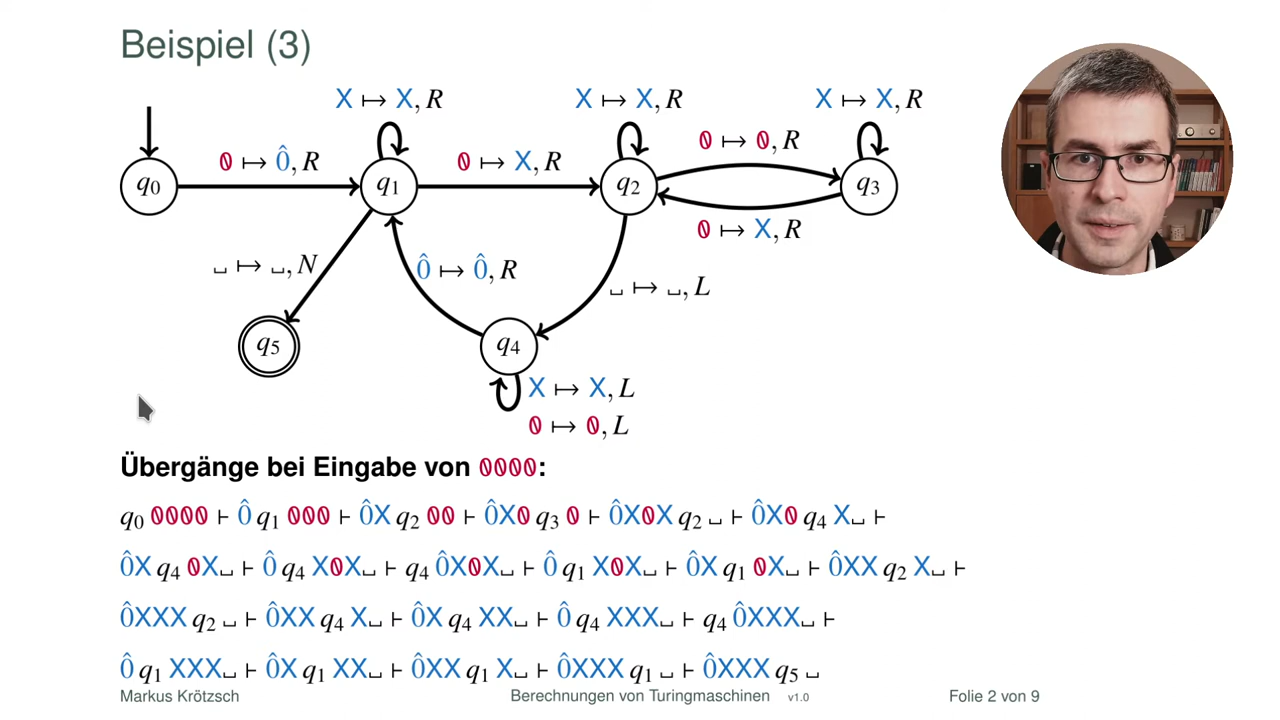 Beispiel (3)
X ↦ X, R
X ↦ X, R
X ↦ X, R
0 ↦ 0̂, R
0 ↦ X, R
0 ↦ 0, R
q₀
q₁
q₂
q₃
0 ↦ X, R
␣ ↦ ␣, N
0̂ ↦ 0̂, R
␣ ↦ ␣, L
q₅
q₄
X ↦ X, L
0 ↦ 0, L
Übergänge bei Eingabe von 0000:
q₀ 0000 ⊢ 0̂ q₁ 000 ⊢ 0̂X q₂ 00 ⊢ 0̂X0 q₃ 0 ⊢ 0̂X0X q₂ ␣ ⊢ 0̂X0 q₄ X␣ ⊢
0̂X q₄ 0X␣ ⊢ 0̂ q₄ X0X␣ ⊢ q₄ 0̂X0X␣ ⊢ 0̂ q₁ X0X␣ ⊢ 0̂X q₁ 0X␣ ⊢ 0̂XX q₂ X␣ ⊢
0̂XXX q₂ ␣ ⊢ 0̂XX q₄ X␣ ⊢ 0̂X q₄ XX␣ ⊢ 0̂ q₄ XXX␣ ⊢ q₄ 0̂XXX␣ ⊢
0̂ q₁ XXX␣ ⊢ 0̂X q₁ XX␣ ⊢ 0̂XX q₁ X␣ ⊢ 0̂XXX q₁ ␣ ⊢ 0̂XXX q₅ ␣
Markus Krötzsch
Berechnungen von Turingmaschinen v1.0
Folie 2 von 9